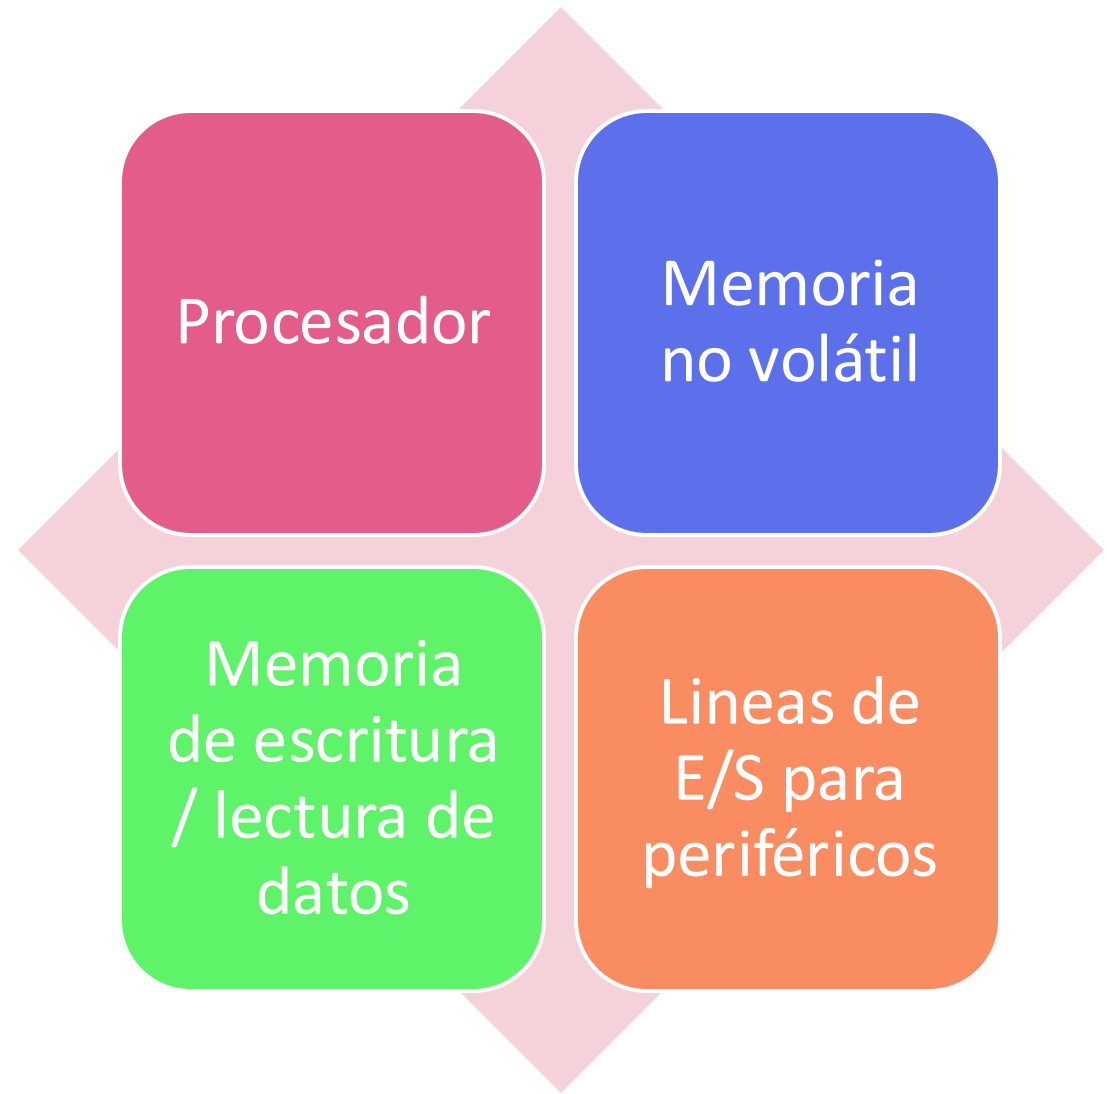 Procesador
Memoria
no volátil
Memoria
de escritura
/ lectura de
datos
Lineas de
E/S para
periféricos